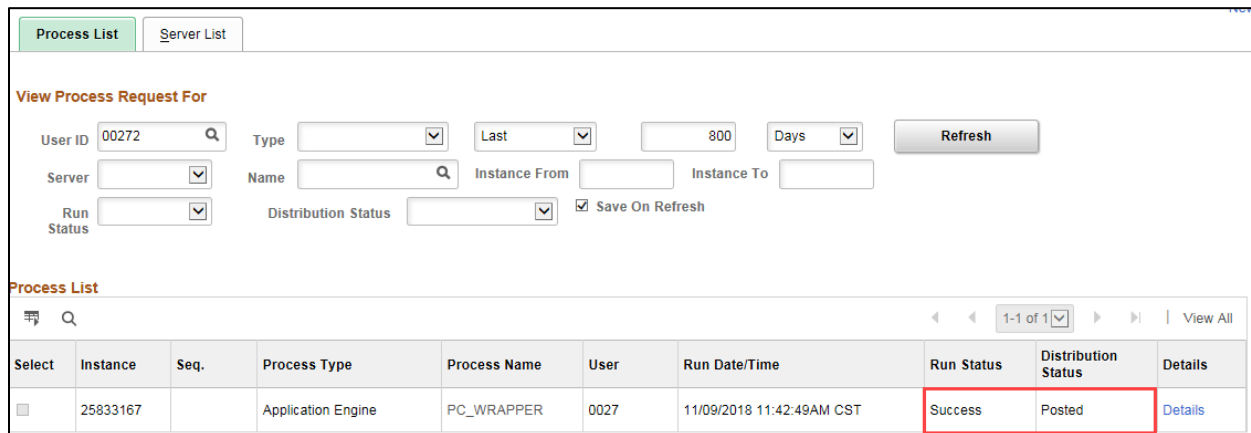 Process List Server List
View Process Request For
User ID 00272 Type Last 800 Days Refresh
Server Name Instance From Instance To
Run Status Distribution Status Save On Refresh
Process List
1-1 of 1 | View All
Select Instance Seq. Process Type Process Name User Run Date/Time Run Status Distribution Status Details
25833167 Application Engine PC_WRAPPER 0027 11/09/2018 11:42:49AM CST Success Posted Details